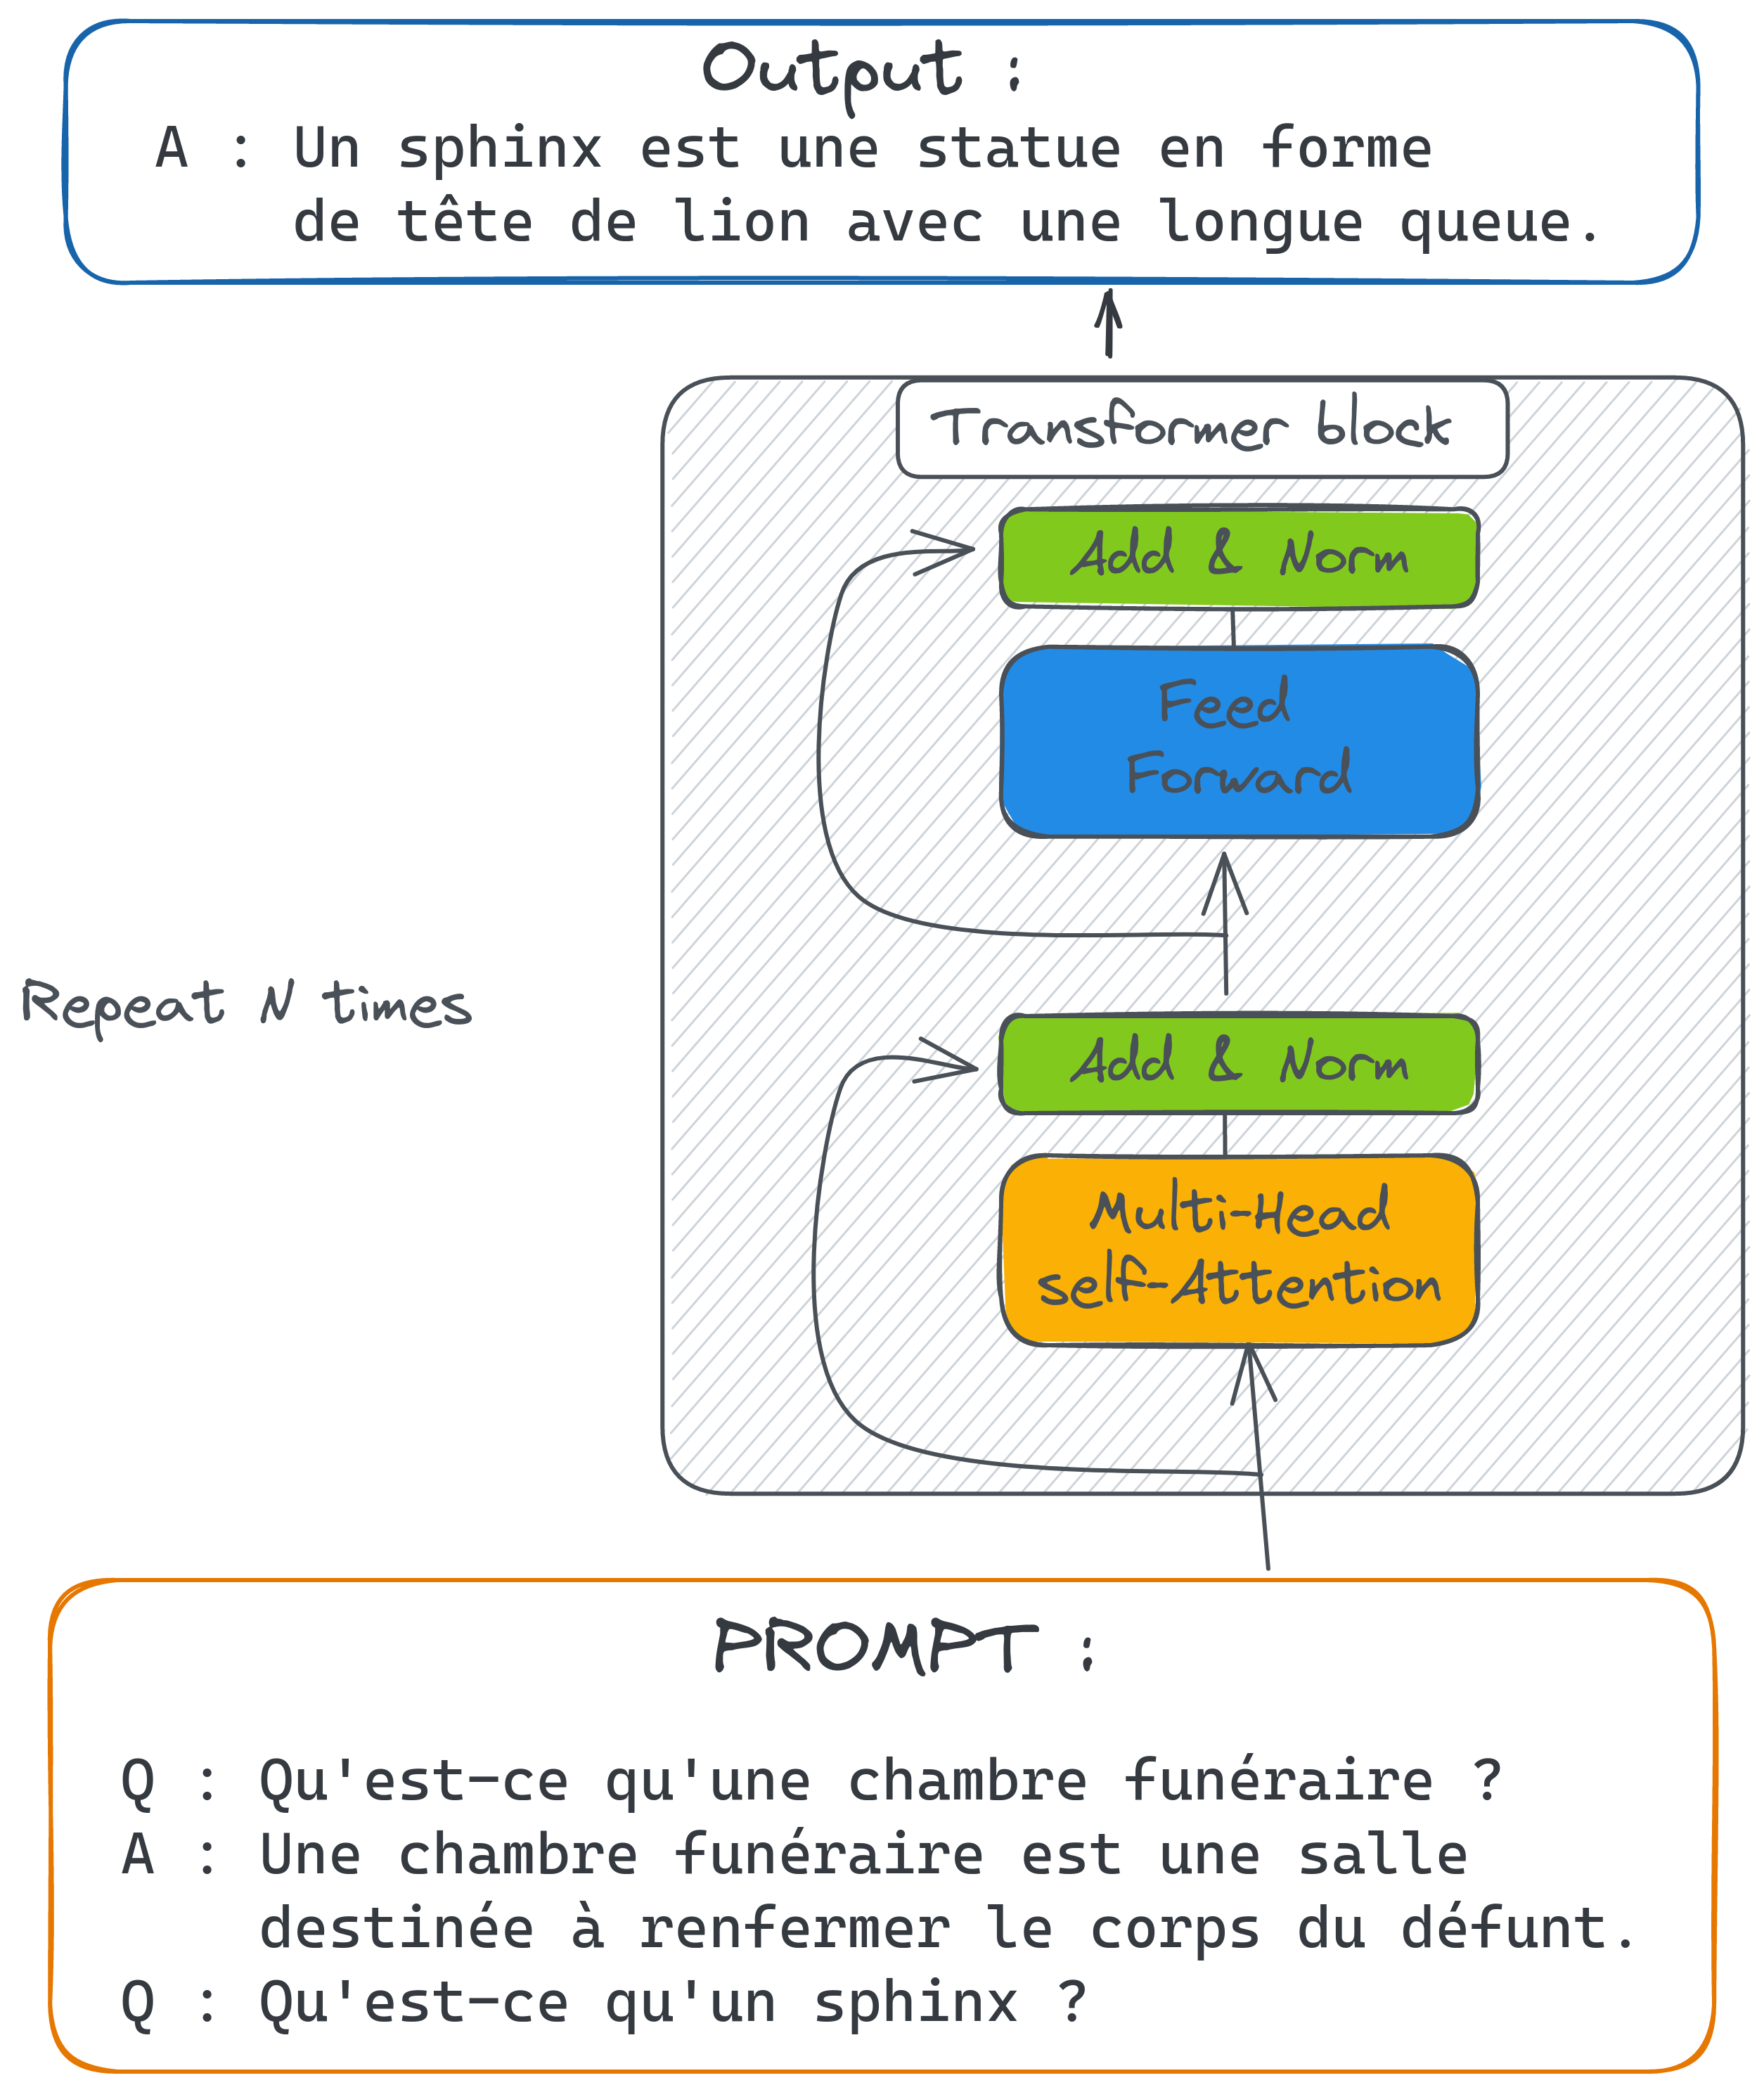 Output :
A : Un sphinx est une statue en forme
de tête de lion avec une longue queue.
Transformer block
Add & Norm
Feed
Forward
Repeat N times
Add & Norm
Multi-Head
self-Attention
PROMPT :
Q : Qu'est-ce qu'une chambre funéraire ?
A : Une chambre funéraire est une salle
destinée à renfermer le corps du défunt.
Q : Qu'est-ce qu'un sphinx ?